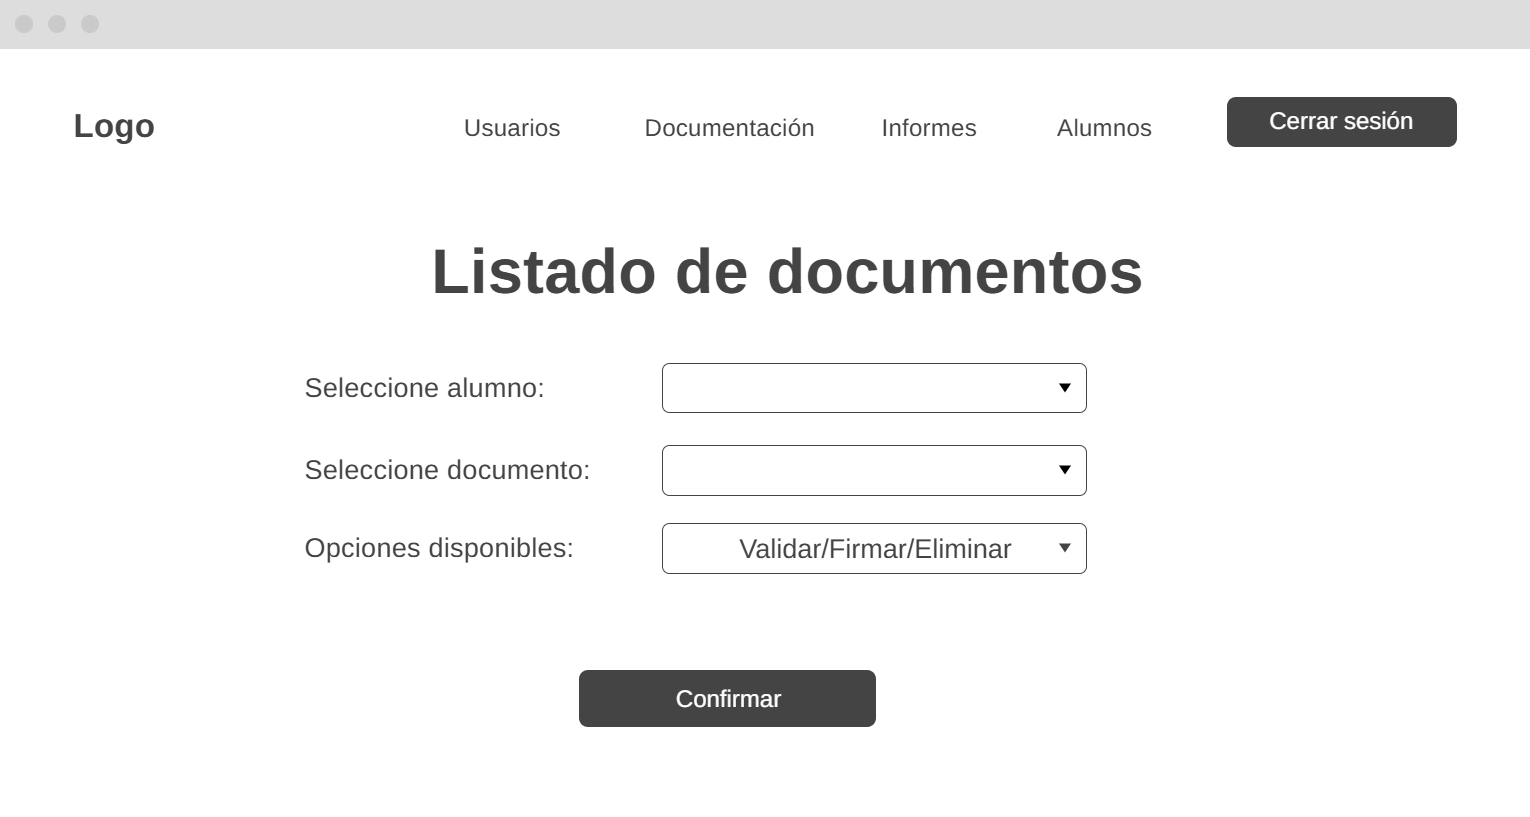 Logo
Usuarios
Documentación
Informes
Alumnos
Cerrar sesión
Listado de documentos
Seleccione alumno:
Seleccione documento:
Opciones disponibles:
Validar/Firmar/Eliminar
Confirmar